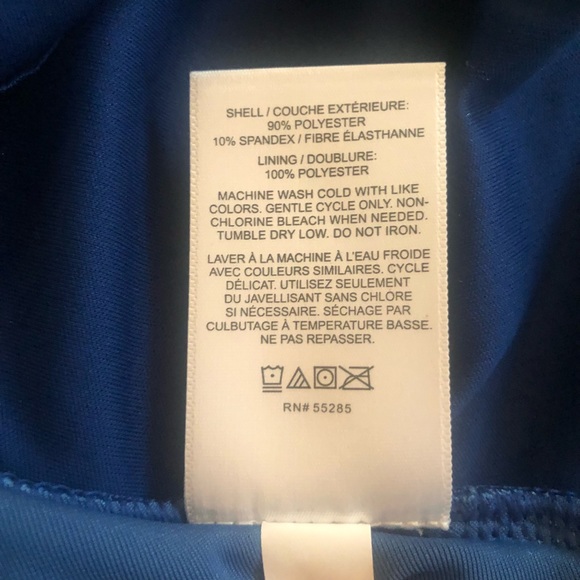 SHELL / COUCHE EXTÉRIEURE:
90% POLYESTER
10% SPANDEX / FIBRE ÉLASTHANNE
LINING / DOUBLURE:
100% POLYESTER
MACHINE WASH COLD WITH LIKE
COLORS. GENTLE CYCLE ONLY. NON-
CHLORINE BLEACH WHEN NEEDED.
TUMBLE DRY LOW. DO NOT IRON.
LAVER À LA MACHINE À L'EAU FROIDE
AVEC COULEURS SIMILAIRES. CYCLE
DÉLICAT. UTILISEZ SEULEMENT
DU JAVELLISANT SANS CHLORE
SI NÉCESSAIRE. SÉCHAGE PAR
CULBUTAGE À TEMPÉRATURE BASSE.
NE PAS REPASSER.
RN# 55285